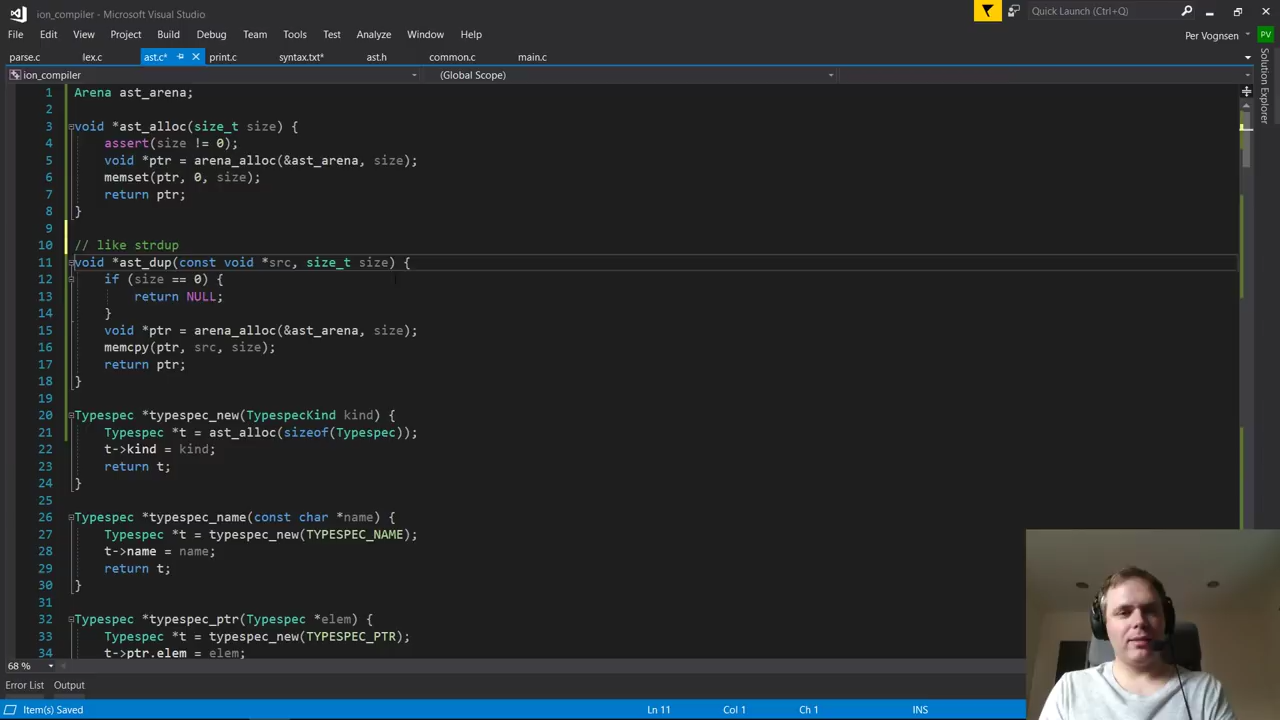 ion_compiler - Microsoft Visual Studio
Quick Launch (Ctrl+Q)
File Edit View Project Build Debug Team Tools Test Analyze Window Help
Per Vognsen PV
parse.c lex.c ast.c* print.c syntax.txt* ast.h common.c main.c
Solution Explorer
ion_compiler (Global Scope)
1 Arena ast_arena;
2
3 void *ast_alloc(size_t size) {
4 assert(size != 0);
5 void *ptr = arena_alloc(&ast_arena, size);
6 memset(ptr, 0, size);
7 return ptr;
8 }
9
10 // like strdup
11 void *ast_dup(const void *src, size_t size) {
12 if (size == 0) {
13 return NULL;
14 }
15 void *ptr = arena_alloc(&ast_arena, size);
16 memcpy(ptr, src, size);
17 return ptr;
18 }
19
20 Typespec *typespec_new(TypespecKind kind) {
21 Typespec *t = ast_alloc(sizeof(Typespec));
22 t->kind = kind;
23 return t;
24 }
25
26 Typespec *typespec_name(const char *name) {
27 Typespec *t = typespec_new(TYPESPEC_NAME);
28 t->name = name;
29 return t;
30 }
31
32 Typespec *typespec_ptr(Typespec *elem) {
33 Typespec *t = typespec_new(TYPESPEC_PTR);
34 t->ptr.elem = elem;
68 %
Error List Output
Item(s) Saved Ln 11 Col 1 Ch 1 INS